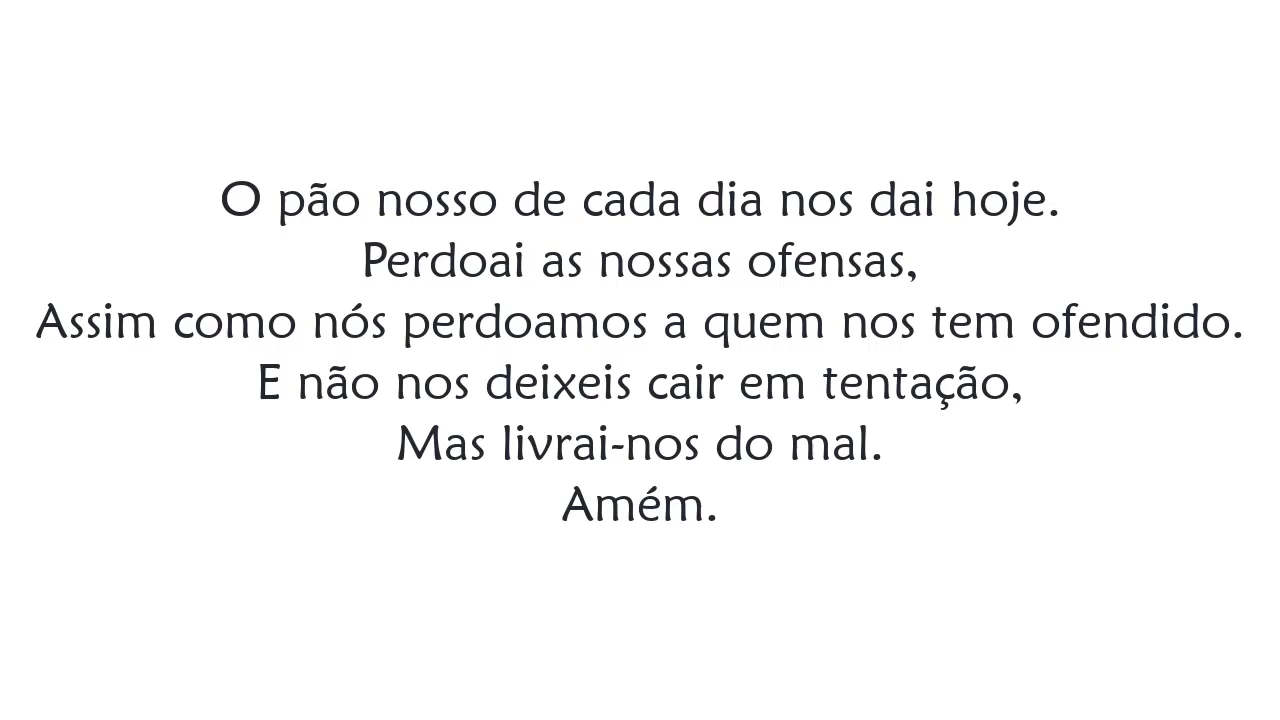 O pão nosso de cada dia nos dai hoje.
Perdoai as nossas ofensas,
Assim como nós perdoamos a quem nos tem ofendido.
E não nos deixeis cair em tentação,
Mas livrai-nos do mal.
Amém.